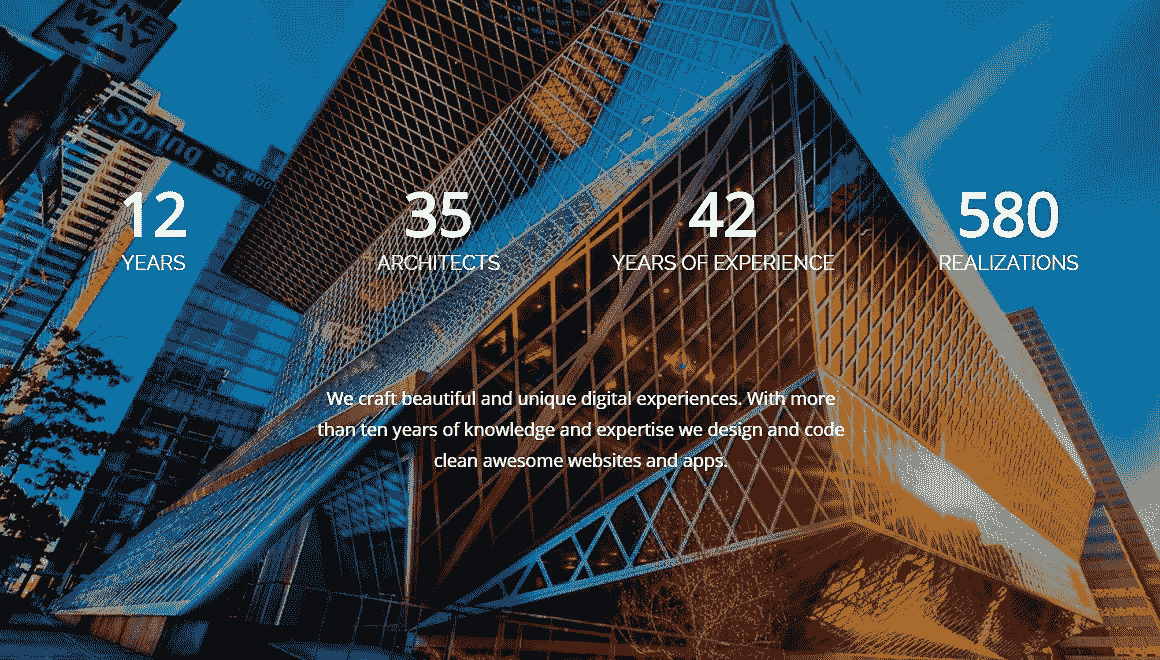 ONE
WAY
Spring St
12
YEARS
35
ARCHITECTS
42
YEARS OF EXPERIENCE
580
REALIZATIONS
We craft beautiful and unique digital experiences. With more
than ten years of knowledge and expertise we design and code
clean awesome websites and apps.